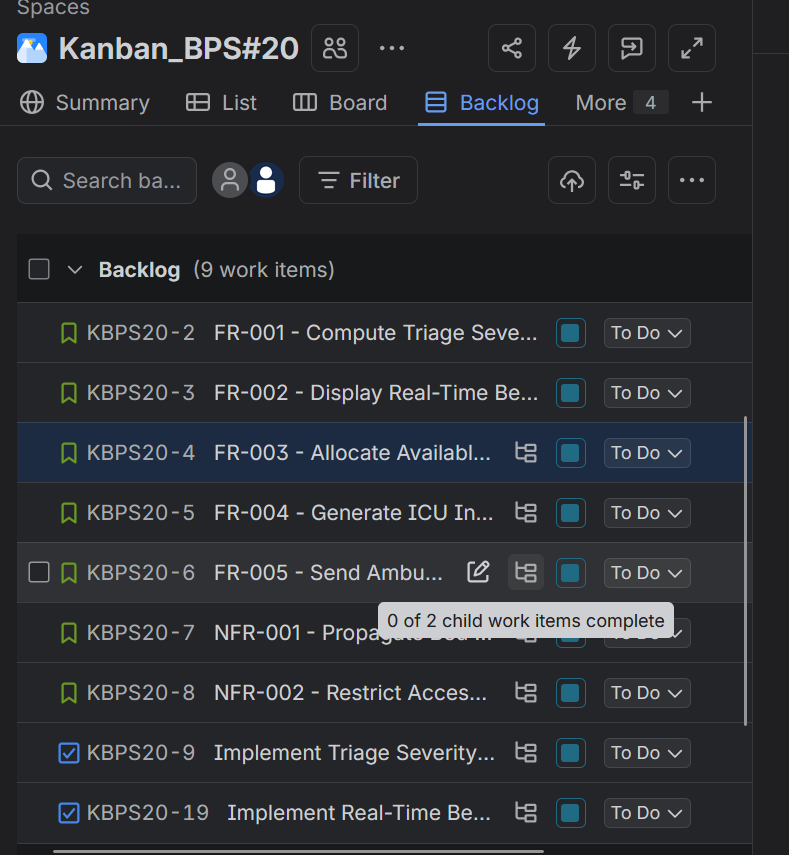 Spaces
Kanban_BPS#20
Summary List Board Backlog More 4
Search ba... Filter
Backlog (9 work items)
KBPS20-2 FR-001 - Compute Triage Seve... To Do
KBPS20-3 FR-002 - Display Real-Time Be... To Do
KBPS20-4 FR-003 - Allocate Availabl... To Do
KBPS20-5 FR-004 - Generate ICU In... To Do
KBPS20-6 FR-005 - Send Ambu... To Do
0 of 2 child work items complete
KBPS20-7 NFR-001 - Propagate Bed ... To Do
KBPS20-8 NFR-002 - Restrict Acces... To Do
KBPS20-9 Implement Triage Severity... To Do
KBPS20-19 Implement Real-Time Be... To Do